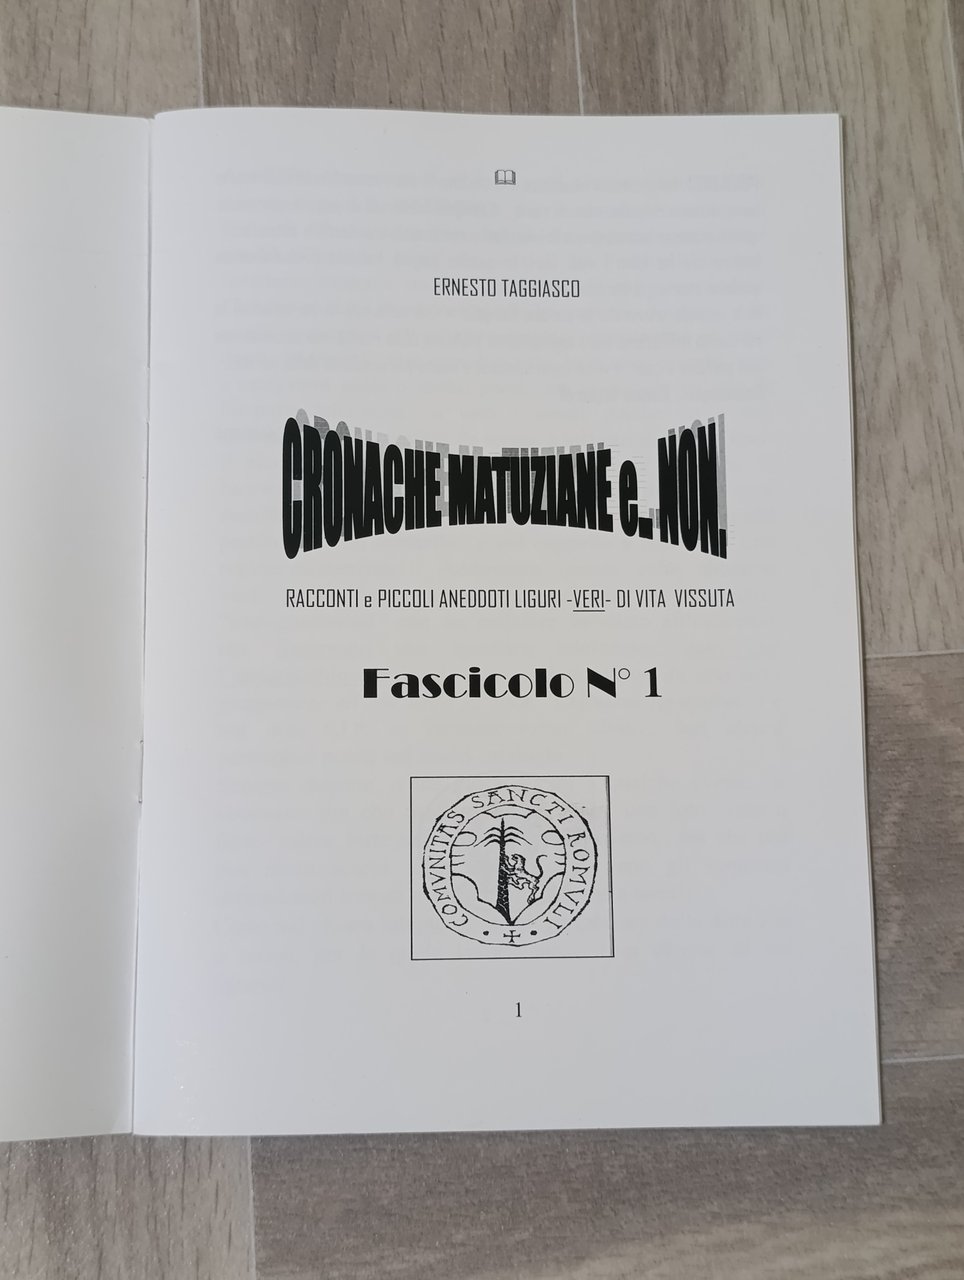 ERNESTO TAGGIASCO
CRONACHE MATUZIANE e.. NON.
RACCONTI e PICCOLI ANEDDOTI LIGURI -VERI- DI VITA VISSUTA
Fascicolo N° 1
COMVNITAS SANCTI ROMVLI
1